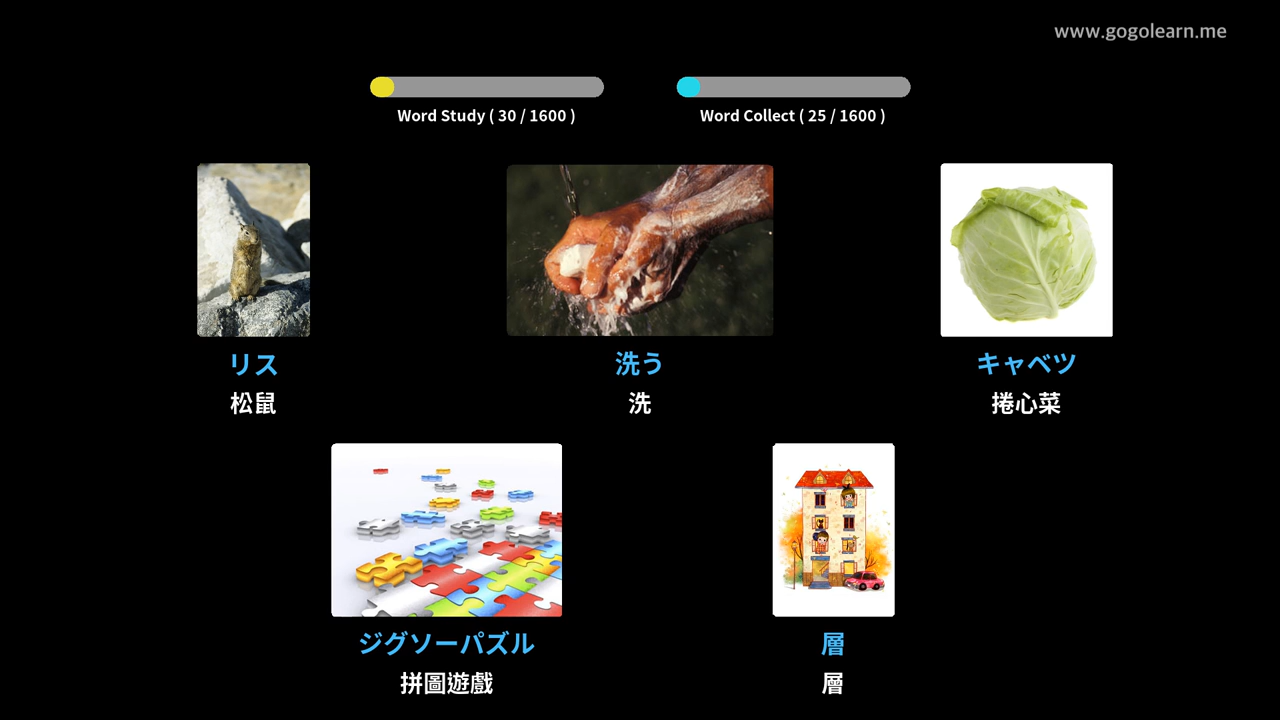 www.gogolearn.me
Word Study ( 30 / 1600 )
Word Collect ( 25 / 1600 )
リス
松鼠
洗う
洗
キャベツ
捲心菜
ジグソーパズル
拼圖遊戲
層
層